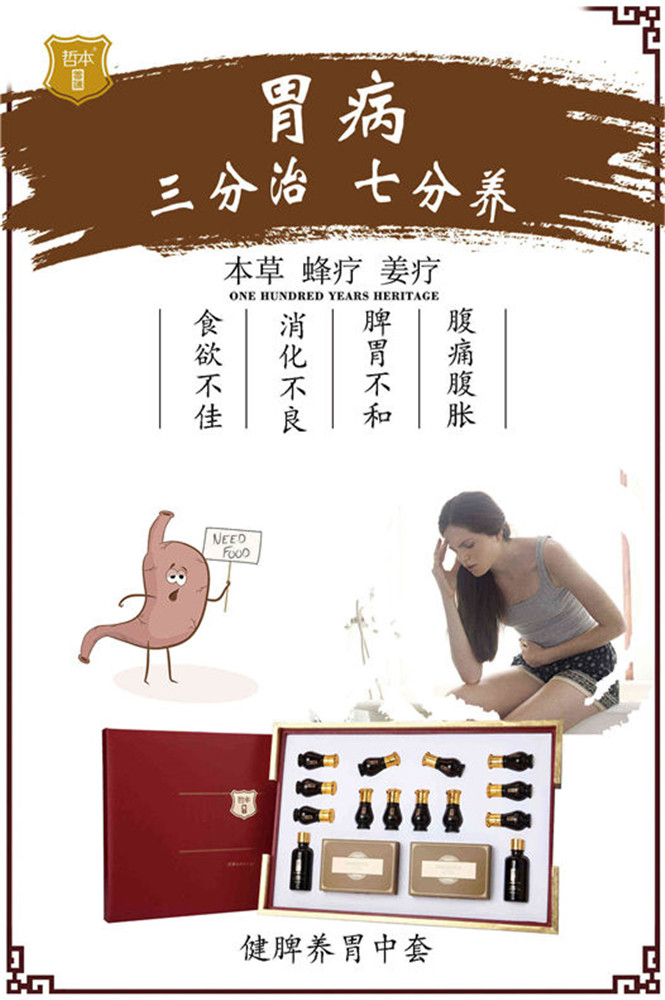 哲本
胃病
三分治 七分养
本草 蜂疗 姜疗
ONE HUNDRED YEARS HERITAGE
食欲不佳
消化不良
脾胃不和
腹痛腹胀
NEED
FOOD
哲本
健脾养胃中套